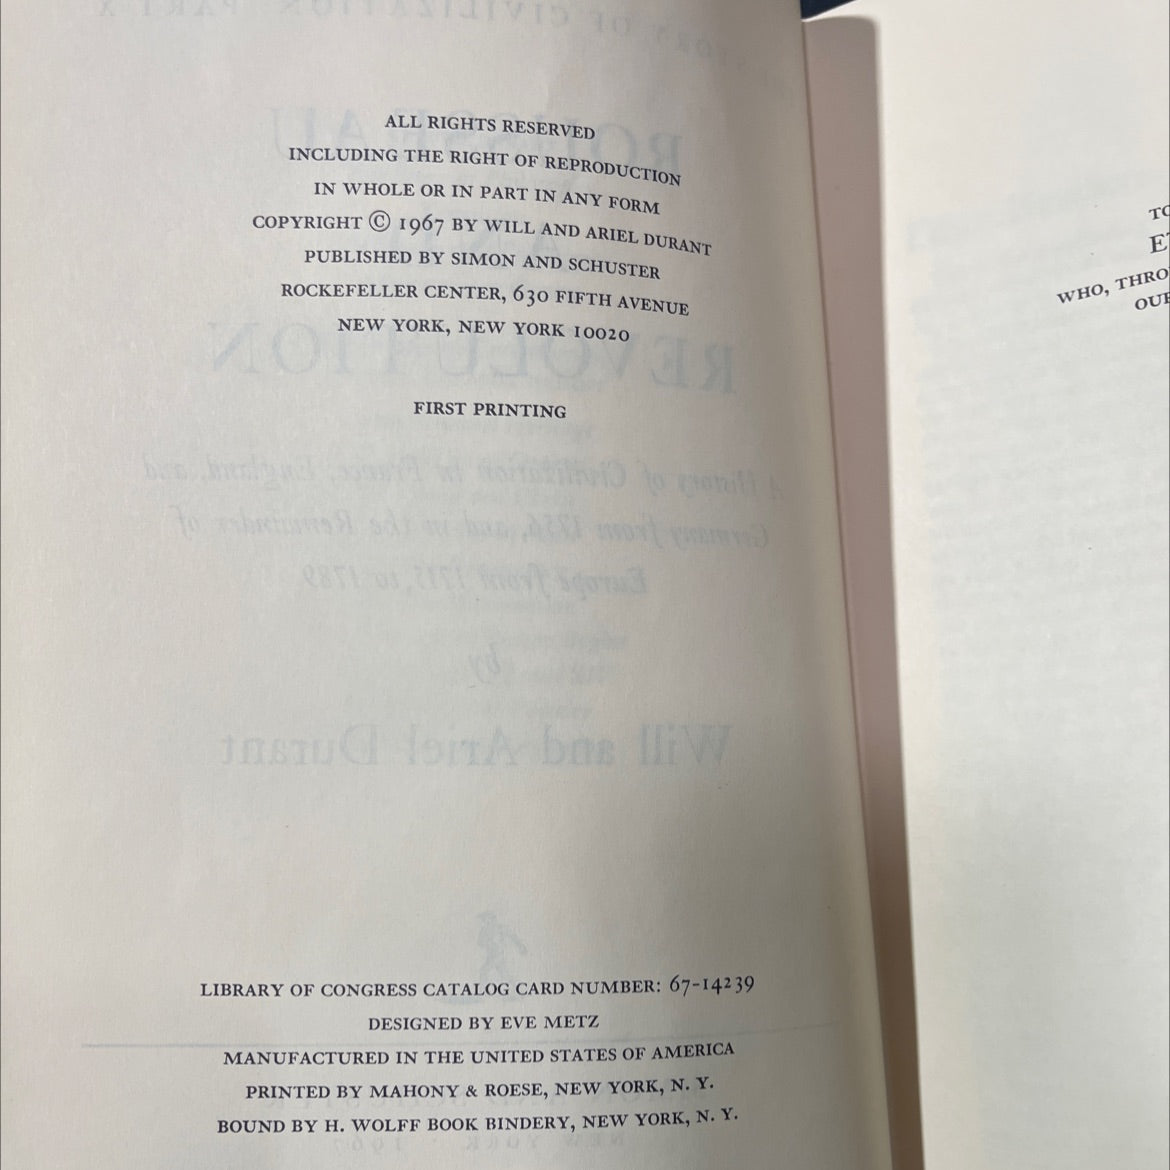 ALL RIGHTS RESERVED
INCLUDING THE RIGHT OF REPRODUCTION
IN WHOLE OR IN PART IN ANY FORM
COPYRIGHT © 1967 BY WILL AND ARIEL DURANT
PUBLISHED BY SIMON AND SCHUSTER
ROCKEFELLER CENTER, 630 FIFTH AVENUE
NEW YORK, NEW YORK 10020
FIRST PRINTING
LIBRARY OF CONGRESS CATALOG CARD NUMBER: 67-14239
DESIGNED BY EVE METZ
MANUFACTURED IN THE UNITED STATES OF AMERICA
PRINTED BY MAHONY & ROESE, NEW YORK, N. Y.
BOUND BY H. WOLFF BOOK BINDERY, NEW YORK, N. Y.
WHO,